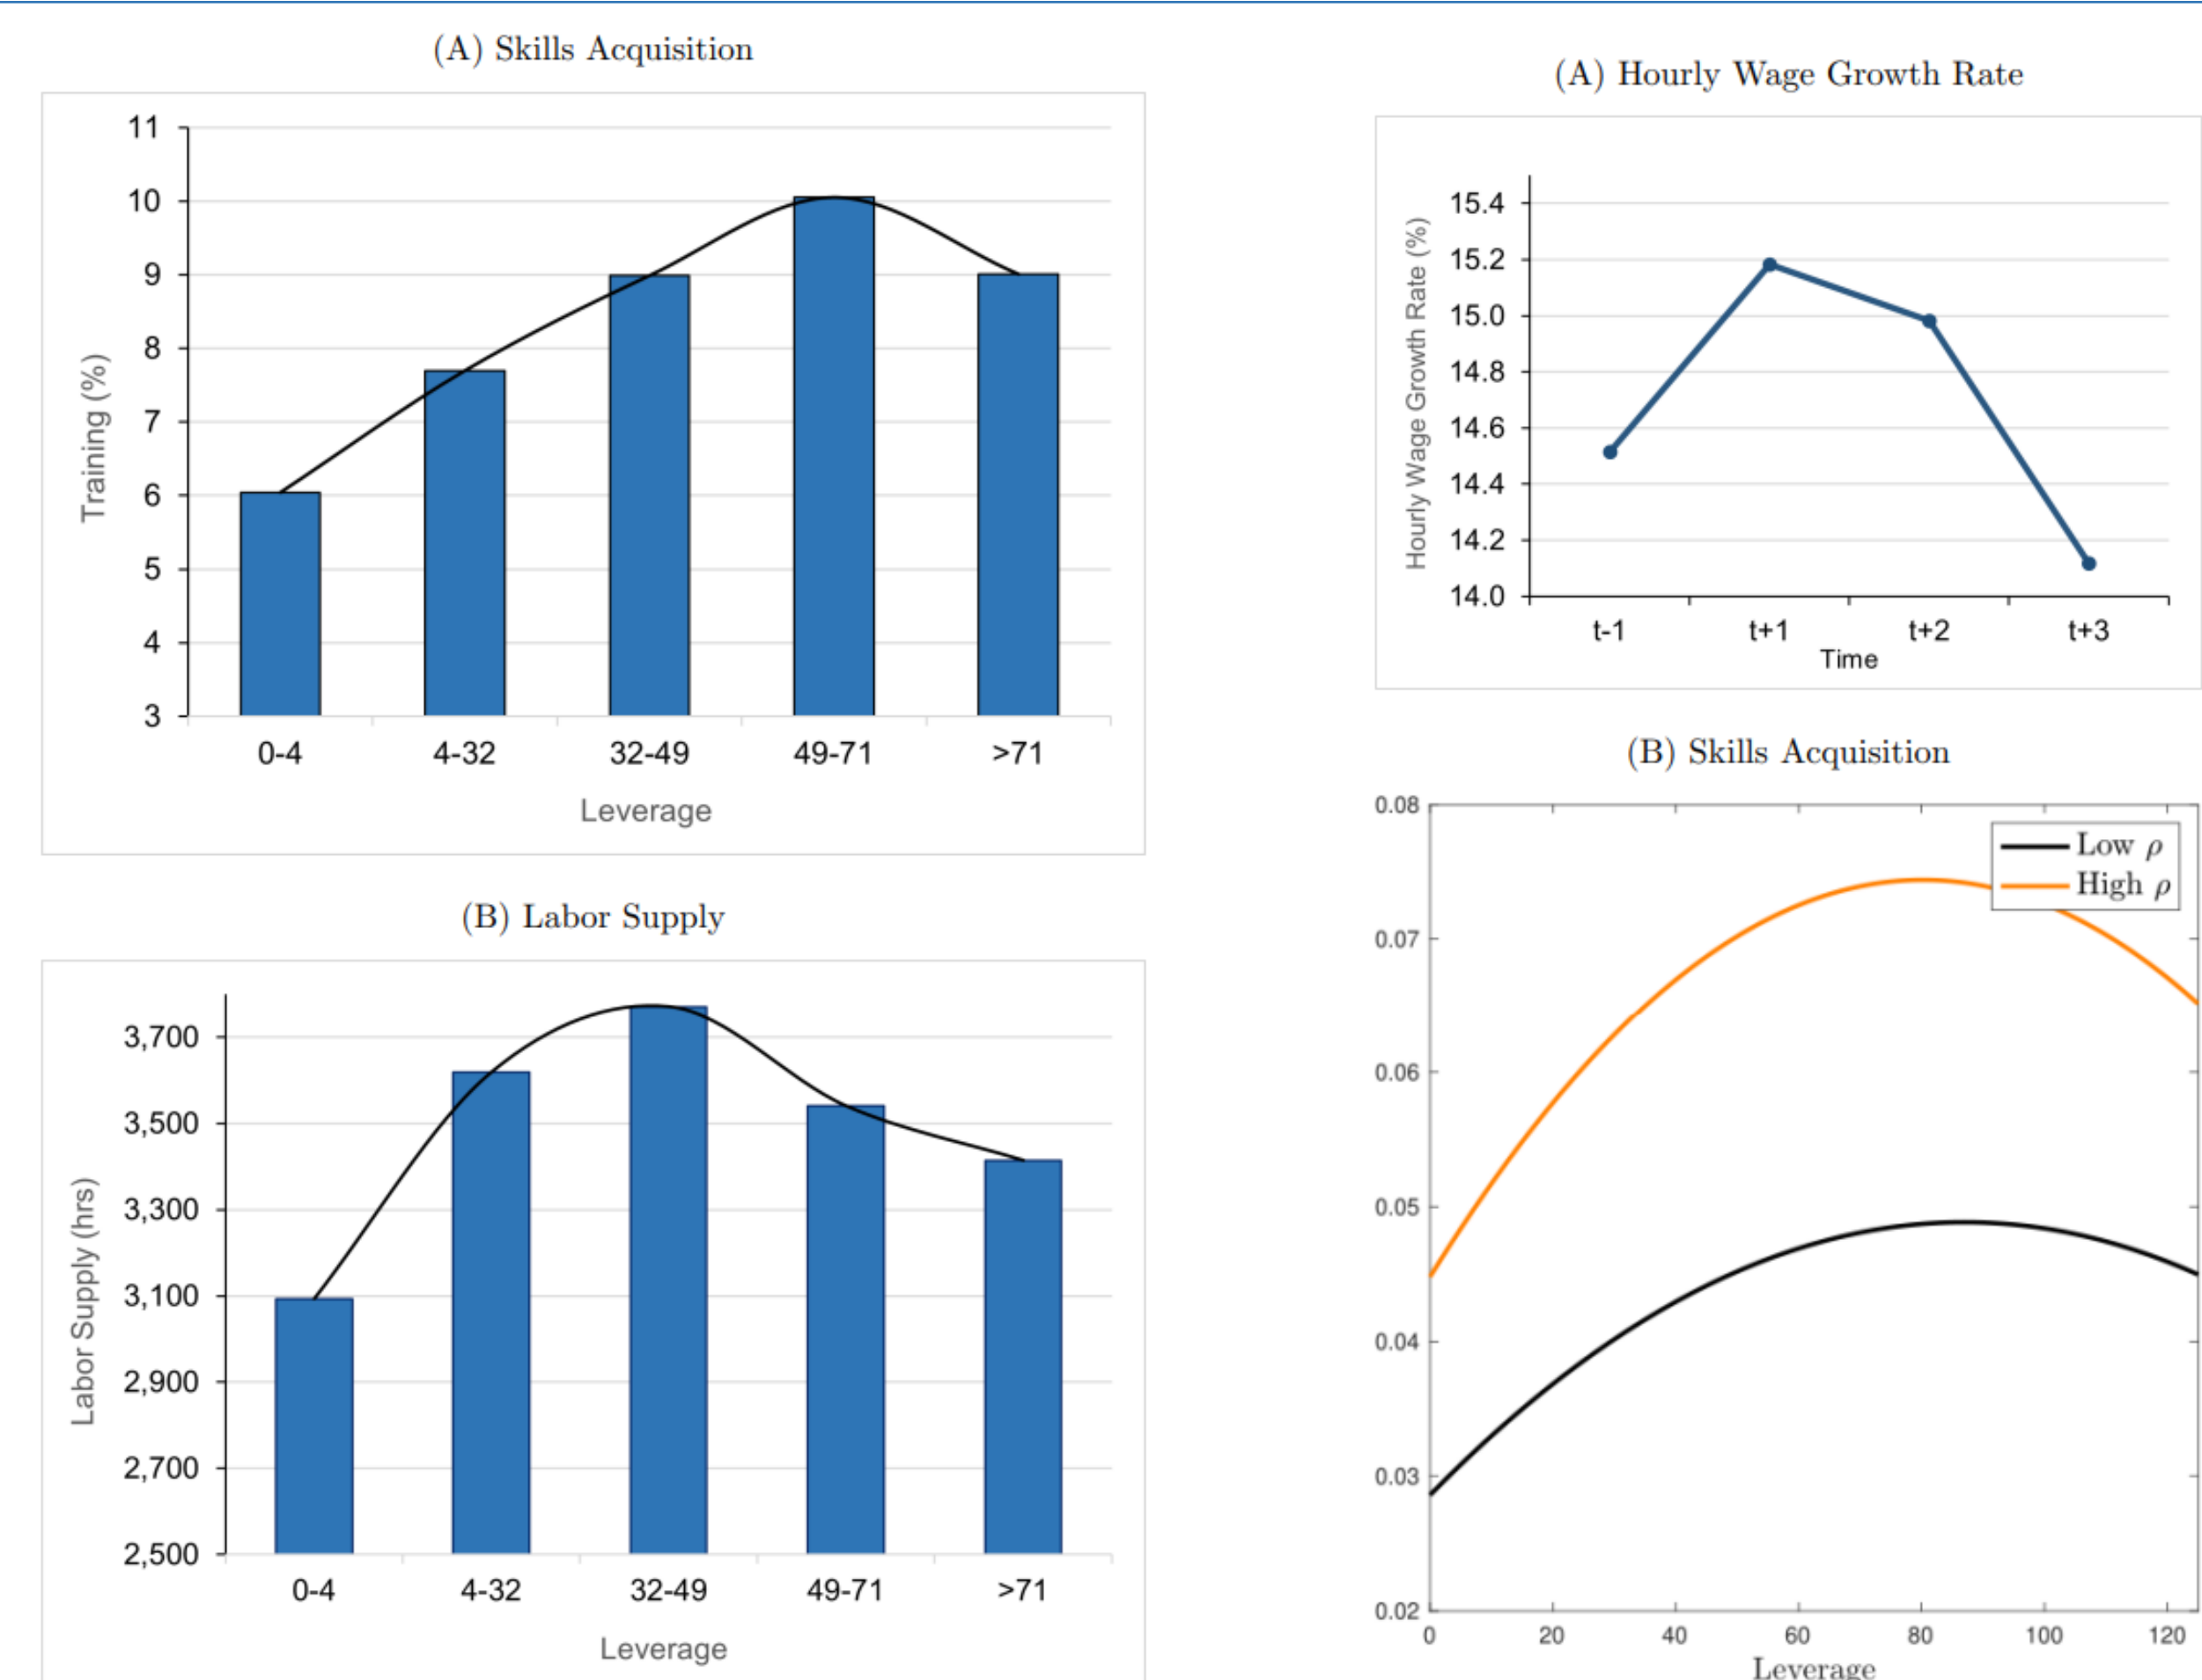 (A) Skills Acquisition
11
10
9
8
7
6
5
4
3
Training (%)
0-4 4-32 32-49 49-71 >71
Leverage
(B) Labor Supply
3,700
3,500
3,300
3,100
2,900
2,700
2,500
Labor Supply (hrs)
0-4 4-32 32-49 49-71 >71
Leverage
(A) Hourly Wage Growth Rate
15.4
15.2
15.0
14.8
14.6
14.4
14.2
14.0
Hourly Wage Growth Rate (%)
t-1 t+1 t+2 t+3
Time
(B) Skills Acquisition
0.08
0.07
0.06
0.05
0.04
0.03
0.02
Low ρ
High ρ
0 20 40 60 80 100 120
Leverage